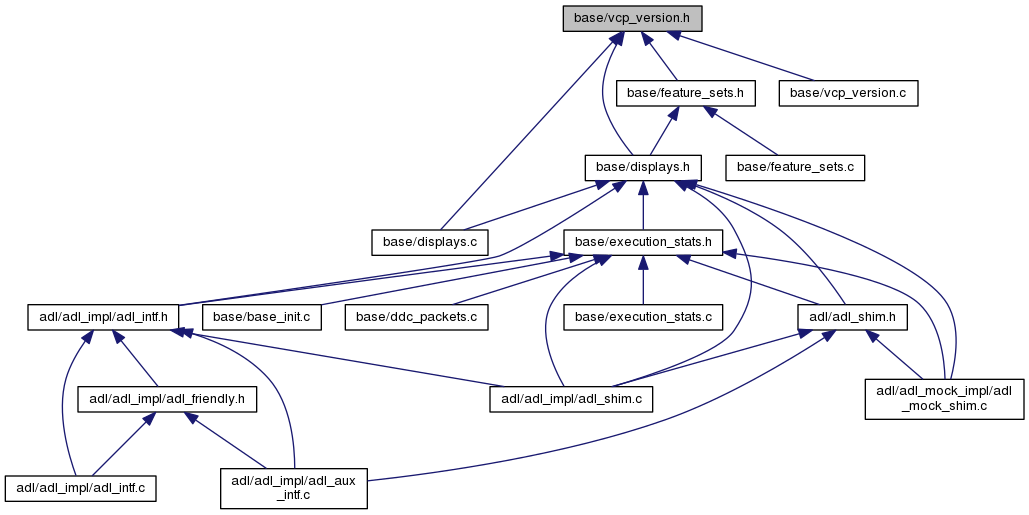 base/vcp_version.h
base/feature_sets.h
base/vcp_version.c
base/displays.h
base/feature_sets.c
base/displays.c
base/execution_stats.h
adl/adl_impl/adl_intf.h
base/base_init.c
base/ddc_packets.c
base/execution_stats.c
adl/adl_shim.h
adl/adl_impl/adl_friendly.h
adl/adl_impl/adl_shim.c
adl/adl_mock_impl/adl
_mock_shim.c
adl/adl_impl/adl_intf.c
adl/adl_impl/adl_aux
_intf.c